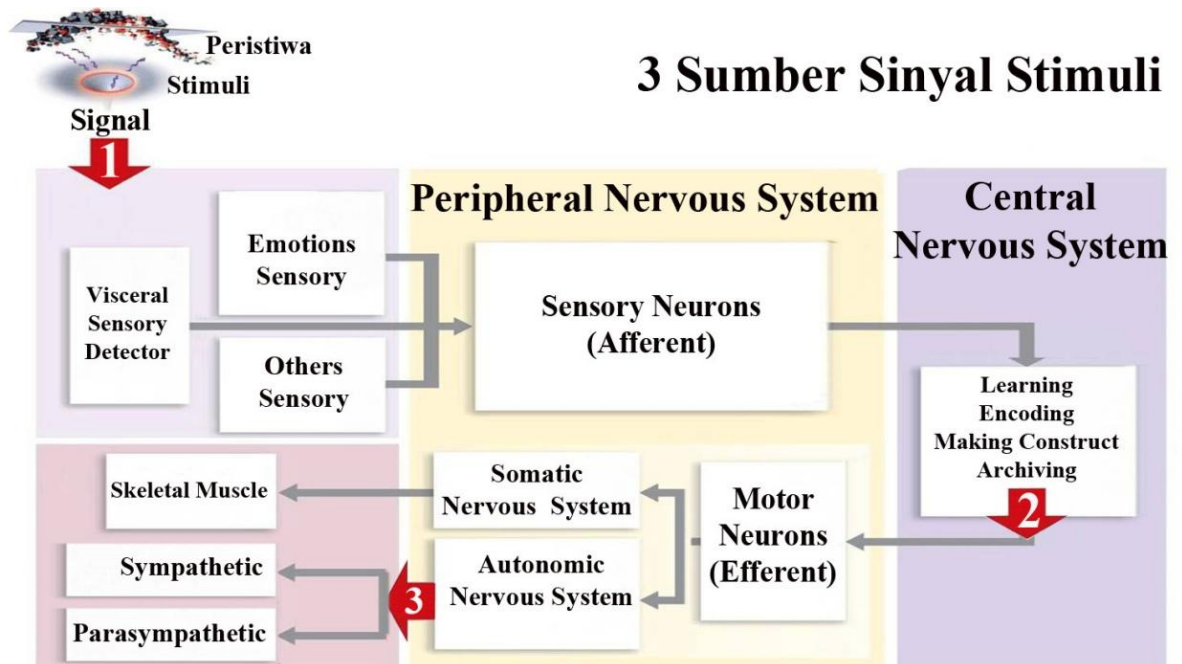 Peristiwa
Stimuli
Signal
3 Sumber Sinyal Stimuli
1
Peripheral Nervous System
Central
Nervous System
Visceral
Sensory
Detector
Emotions
Sensory
Others
Sensory
Sensory Neurons
(Afferent)
Learning
Encoding
Making Construct
Archiving
2
Motor
Neurons
(Efferent)
Somatic
Nervous System
Autonomic
Nervous System
3
Skeletal Muscle
Sympathetic
Parasympathetic